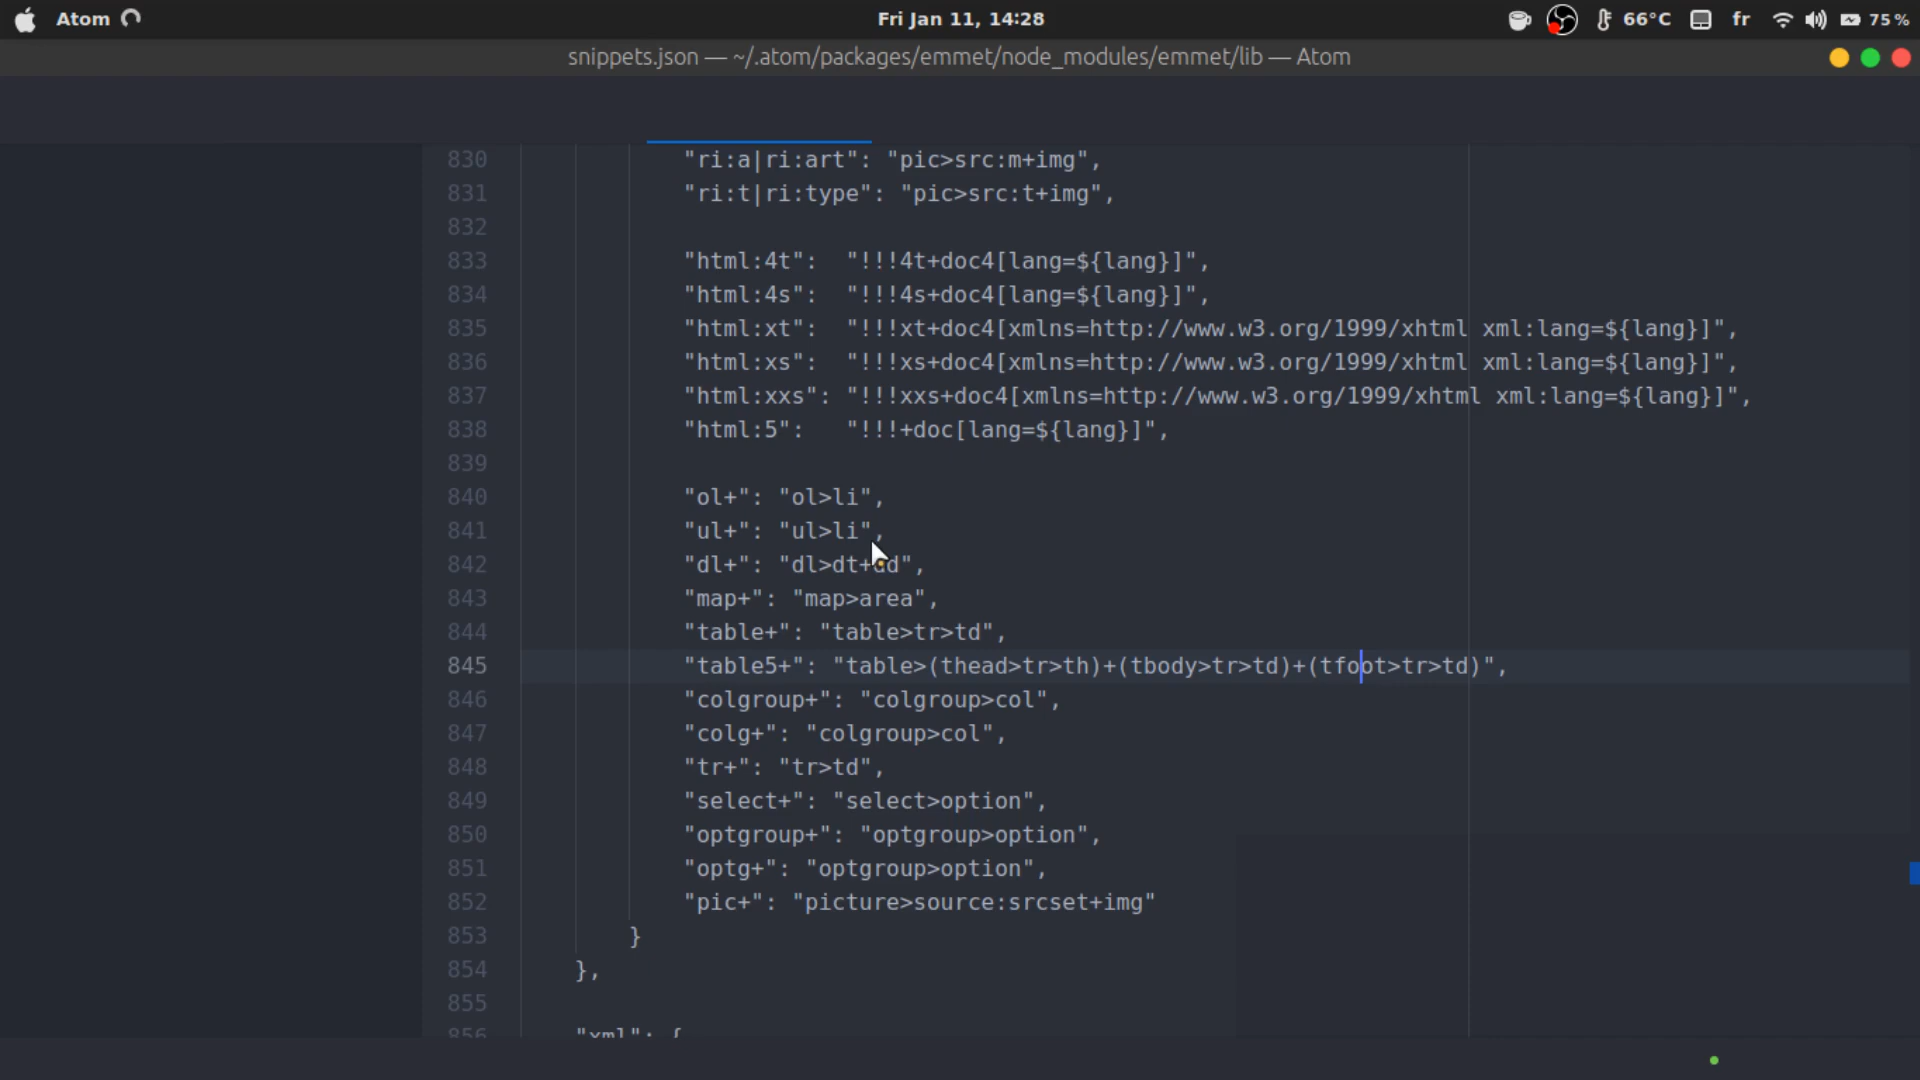 Atom
Fri Jan 11, 14:28
66°C
fr
75 %
snippets.json — ~/.atom/packages/emmet/node_modules/emmet/lib — Atom
830 "ri:a|ri:art": "pic>src:m+img",
831 "ri:t|ri:type": "pic>src:t+img",
832
833 "html:4t":  "!!!4t+doc4[lang=${lang}]",
834 "html:4s":  "!!!4s+doc4[lang=${lang}]",
835 "html:xt":  "!!!xt+doc4[xmlns=http://www.w3.org/1999/xhtml xml:lang=${lang}]",
836 "html:xs":  "!!!xs+doc4[xmlns=http://www.w3.org/1999/xhtml xml:lang=${lang}]",
837 "html:xxs": "!!!xxs+doc4[xmlns=http://www.w3.org/1999/xhtml xml:lang=${lang}]",
838 "html:5":   "!!!+doc[lang=${lang}]",
839
840 "ol+": "ol>li",
841 "ul+": "ul>li",
842 "dl+": "dl>dt+dd",
843 "map+": "map>area",
844 "table+": "table>tr>td",
845 "table5+": "table>(thead>tr>th)+(tbody>tr>td)+(tfoot>tr>td)",
846 "colgroup+": "colgroup>col",
847 "colg+": "colgroup>col",
848 "tr+": "tr>td",
849 "select+": "select>option",
850 "optgroup+": "optgroup>option",
851 "optg+": "optgroup>option",
852 "pic+": "picture>source:srcset+img"
853 }
854 },
855
856 "xml": {